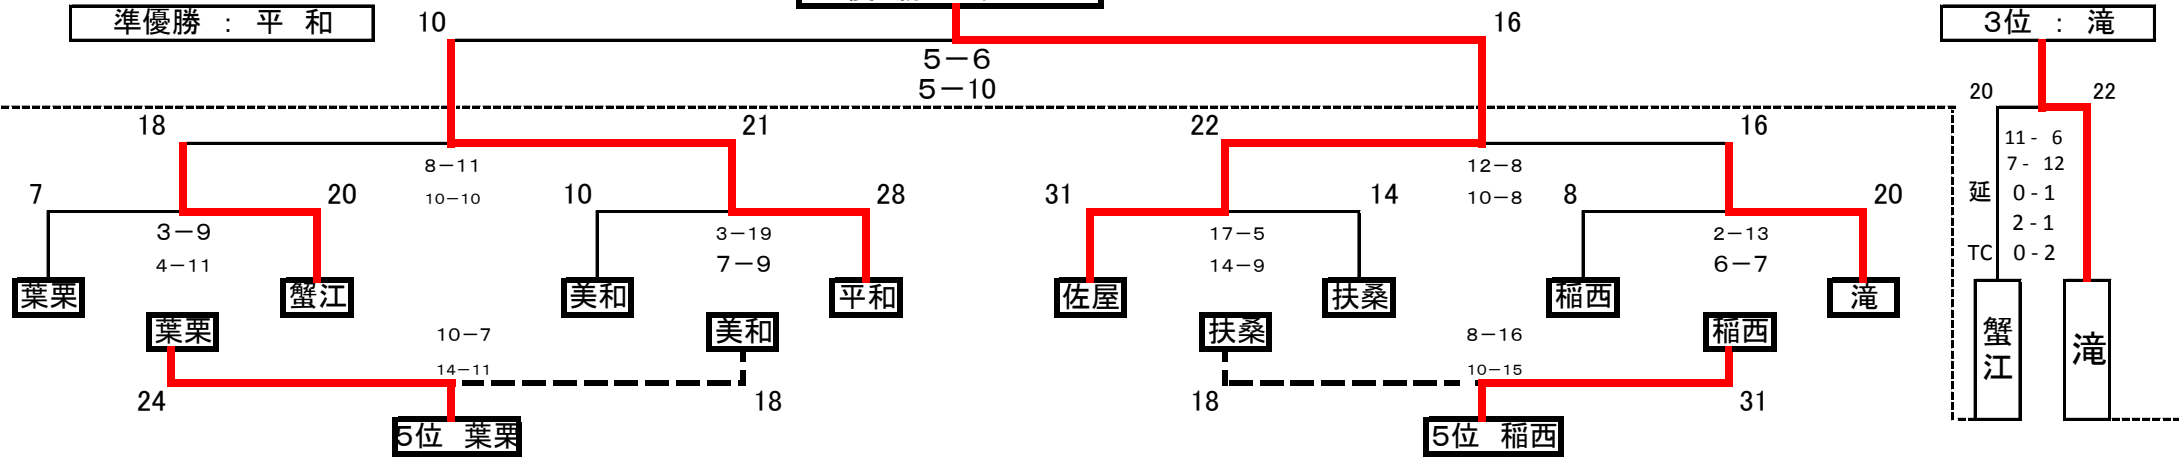 準優勝 : 平 和
10
16
3位 : 滝
5-6
5-10
20
22
18
21
22
16
8-11
10-10
12-8
10-8
11 - 6
7 - 12
延 0 - 1
2 - 1
TC 0 - 2
7
20
10
28
31
14
8
20
3-9
4-11
3-19
7-9
17-5
14-9
2-13
6-7
葉栗
蟹江
美和
平和
佐屋
扶桑
稲西
滝
蟹江
滝
葉栗
美和
扶桑
稲西
10-7
14-11
8-16
10-15
24
18
18
31
5位 葉栗
5位 稲西